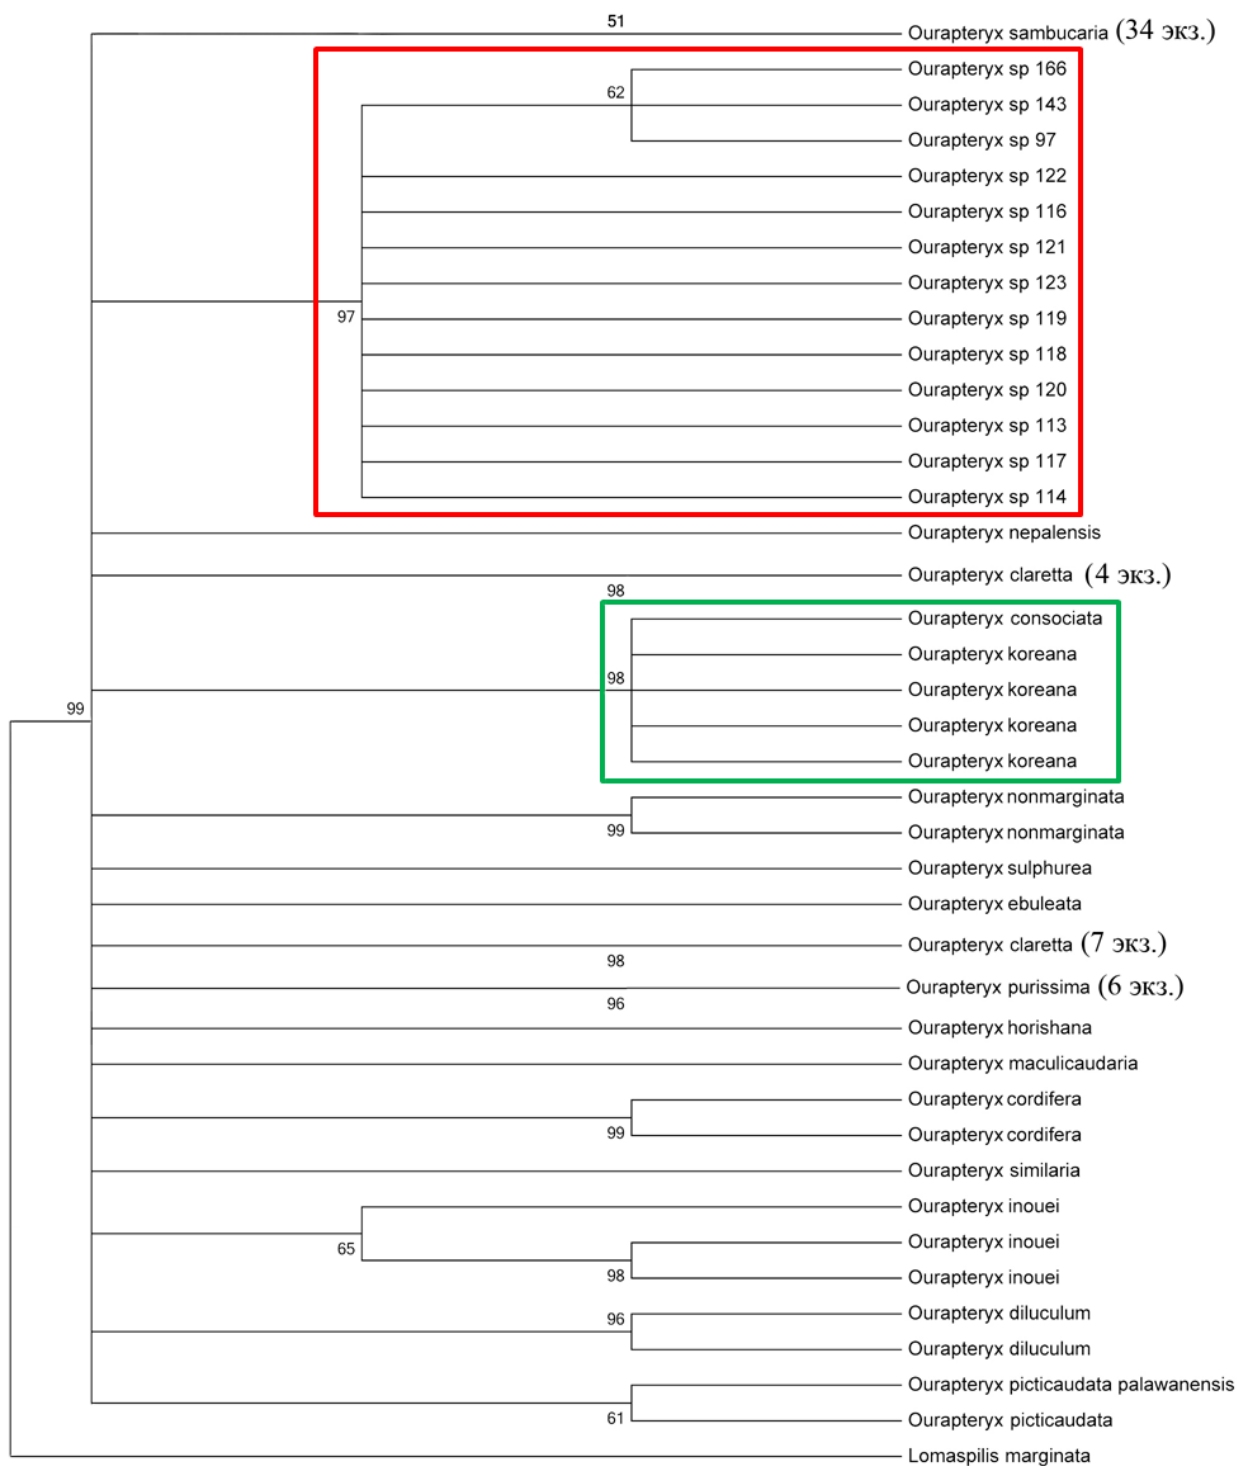 51
Ourapteryx sambucaria (34 экз.)
Ourapteryx sp 166
62
Ourapteryx sp 143
Ourapteryx sp 97
Ourapteryx sp 122
Ourapteryx sp 116
Ourapteryx sp 121
Ourapteryx sp 123
97
Ourapteryx sp 119
Ourapteryx sp 118
Ourapteryx sp 120
Ourapteryx sp 113
Ourapteryx sp 117
Ourapteryx sp 114
Ourapteryx nepalensis
Ourapteryx claretta (4 экз.)
98
Ourapteryx consociata
Ourapteryx koreana
98
Ourapteryx koreana
99
Ourapteryx koreana
Ourapteryx koreana
Ourapteryx nonmarginata
99
Ourapteryx nonmarginata
Ourapteryx sulphurea
Ourapteryx ebuleata
Ourapteryx claretta (7 экз.)
98
Ourapteryx purissima (6 экз.)
96
Ourapteryx horishana
Ourapteryx maculicaudaria
Ourapteryx cordifera
99
Ourapteryx cordifera
Ourapteryx similaria
Ourapteryx inouei
65
Ourapteryx inouei
98
Ourapteryx inouei
96
Ourapteryx diluculum
Ourapteryx diluculum
Ourapteryx picticaudata palawanensis
61
Ourapteryx picticaudata
Lomaspilis marginata